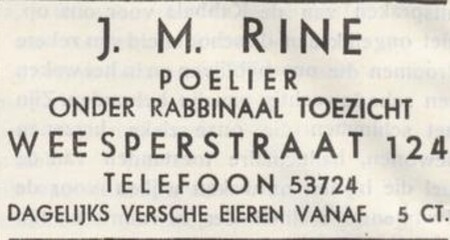 J. M. RINE
POELIER
ONDER RABBINAAL TOEZICHT
WEESPERSTRAAT 124
TELEFOON 53724
DAGELIJKS VERSCHE EIEREN VANAF 5 CT.